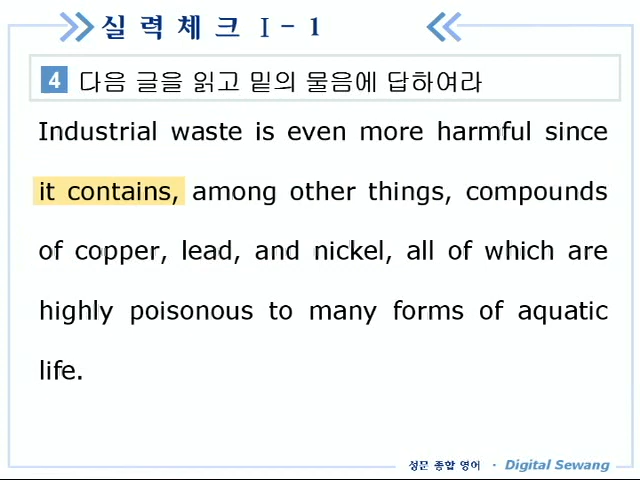 실 력 체 크 Ⅰ - 1
4 다음 글을 읽고 밑의 물음에 답하여라
Industrial waste is even more harmful since
it contains, among other things, compounds
of copper, lead, and nickel, all of which are
highly poisonous to many forms of aquatic
life.
성문 종합 영어 · Digital Sewang